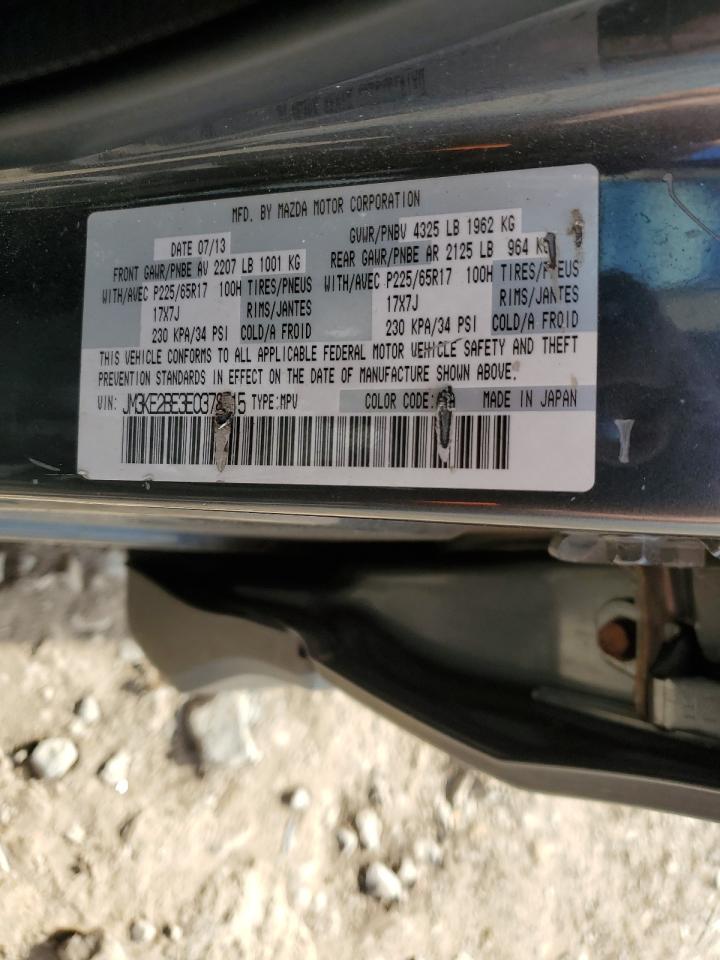 MFD. BY MAZDA MOTOR CORPORATION
DATE 07/13 GVWR/PNBV 4325 LB 1962 KG
FRONT GAWR/PNBE AV 2207 LB 1001 KG REAR GAWR/PNBE AR 2125 LB 964 KG
WITH/AVEC P225/65R17 100H TIRES/PNEUS WITH/AVEC P225/65R17 100H TIRES/PNEUS
17X7J RIMS/JANTES 17X7J RIMS/JANTES
230 KPA/34 PSI COLD/A FROID 230 KPA/34 PSI COLD/A FROID
THIS VEHICLE CONFORMS TO ALL APPLICABLE FEDERAL MOTOR VEHICLE SAFETY AND THEFT
PREVENTION STANDARDS IN EFFECT ON THE DATE OF MANUFACTURE SHOWN ABOVE.
VIN: TYPE:MPV COLOR CODE: MADE IN JAPAN